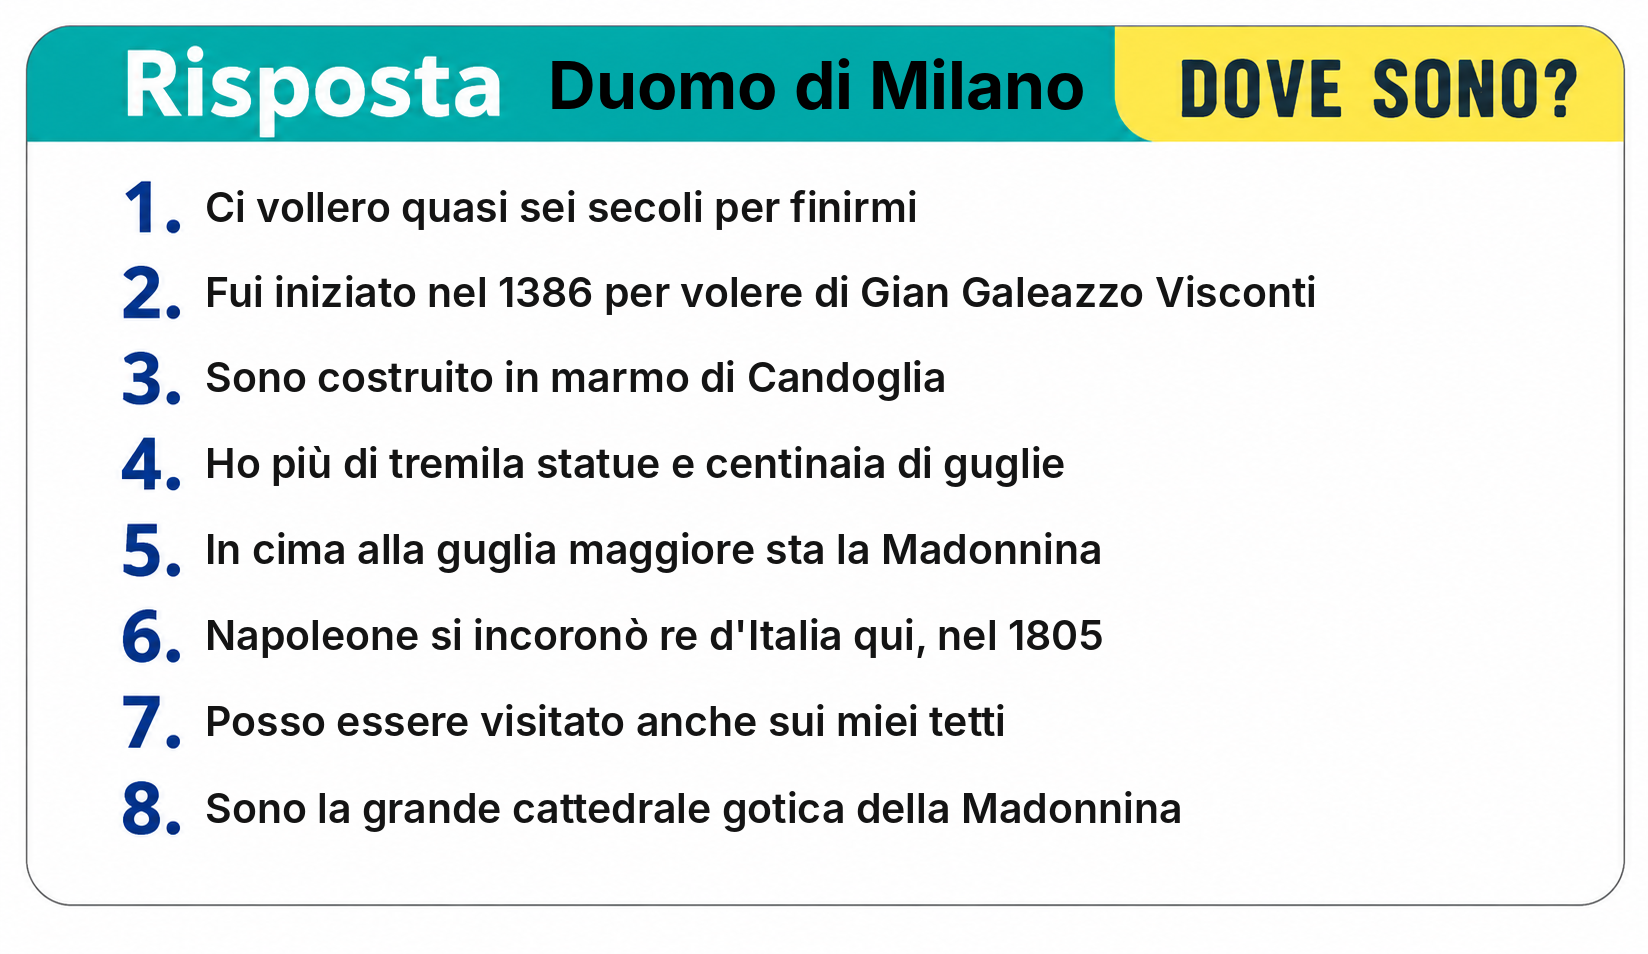 Risposta Duomo di Milano DOVE SONO?
1. Ci vollero quasi sei secoli per finirmi
2. Fui iniziato nel 1386 per volere di Gian Galeazzo Visconti
3. Sono costruito in marmo di Candoglia
4. Ho più di tremila statue e centinaia di guglie
5. In cima alla guglia maggiore sta la Madonnina
6. Napoleone si incoronò re d'Italia qui, nel 1805
7. Posso essere visitato anche sui miei tetti
8. Sono la grande cattedrale gotica della Madonnina